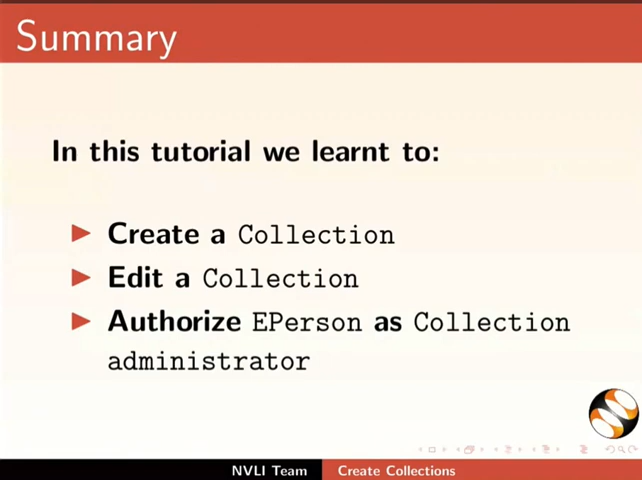 Summary
In this tutorial we learnt to:
Create a Collection
Edit a Collection
Authorize EPerson as Collection
administrator
NVLI Team Create Collections